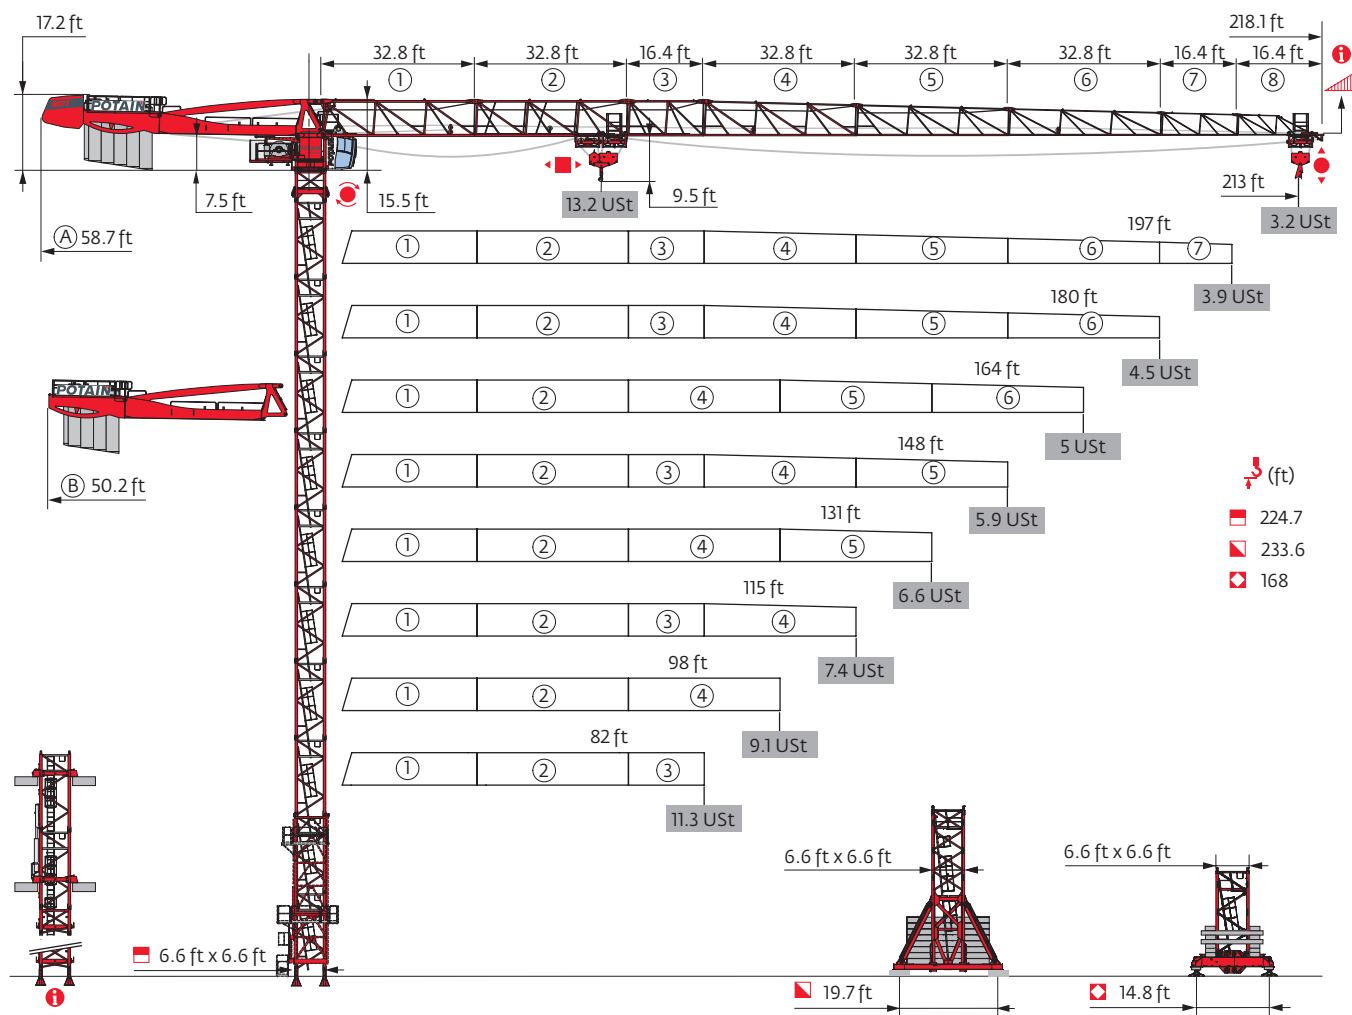 17.2 ft
218.1 ft
32.8 ft 32.8 ft 16.4 ft 32.8 ft 32.8 ft 32.8 ft 16.4 ft 16.4 ft
1 2 3 4 5 6 7 8
i
POTAIN
7.5 ft
15.5 ft
13.2 USt
9.5 ft
213 ft
3.2 USt
A 58.7 ft
197 ft
1 2 3 4 5 6 7
3.9 USt
180 ft
1 2 3 4 5 6
4.5 USt
164 ft
1 2 4 5 6
5 USt
POTAIN
B 50.2 ft
148 ft
1 2 3 4 5
5.9 USt
(ft)
224.7
233.6
168
131 ft
1 2 4 5
6.6 USt
115 ft
1 2 3 4
7.4 USt
98 ft
1 2 4
9.1 USt
82 ft
1 2 3
11.3 USt
6.6 ft x 6.6 ft
6.6 ft x 6.6 ft
6.6 ft x 6.6 ft
i
19.7 ft
14.8 ft